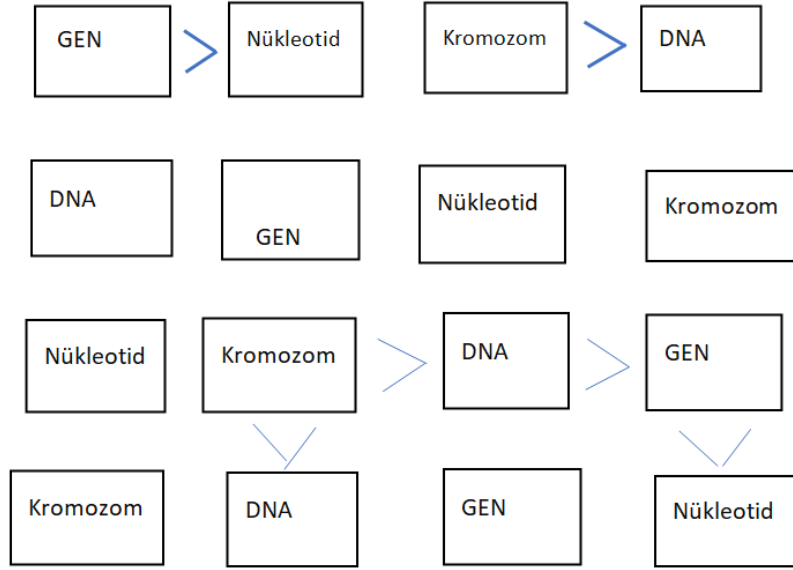 GEN Nükleotid Kromozom DNA
DNA GEN Nükleotid Kromozom
Nükleotid Kromozom DNA GEN
Kromozom DNA GEN Nükleotid